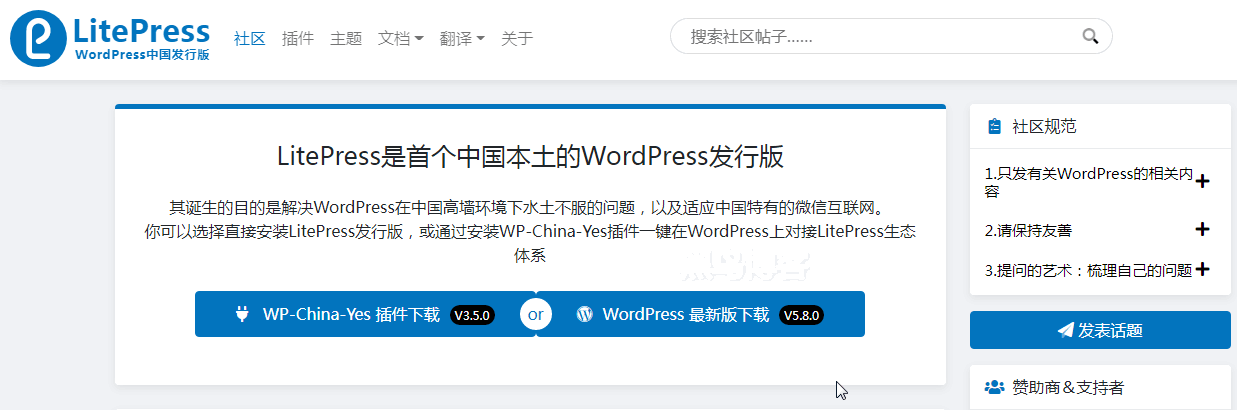 LitePress
WordPress中国发行版
社区 插件 主题 文档 翻译 关于
搜索社区帖子......
LitePress是首个中国本土的WordPress发行版
其诞生的目的是解决WordPress在中国高墙环境下水土不服的问题，以及适应中国特有的微信互联网。
你可以选择直接安装LitePress发行版，或通过安装WP-China-Yes插件一键在WordPress上对接LitePress生态
体系
WP-China-Yes 插件下载 V3.5.0 or WordPress 最新版下载 V5.8.0
社区规范
1.只发有关WordPress的相关内
容
2.请保持友善
3.提问的艺术：梳理自己的问题
发表话题
赞助商＆支持者